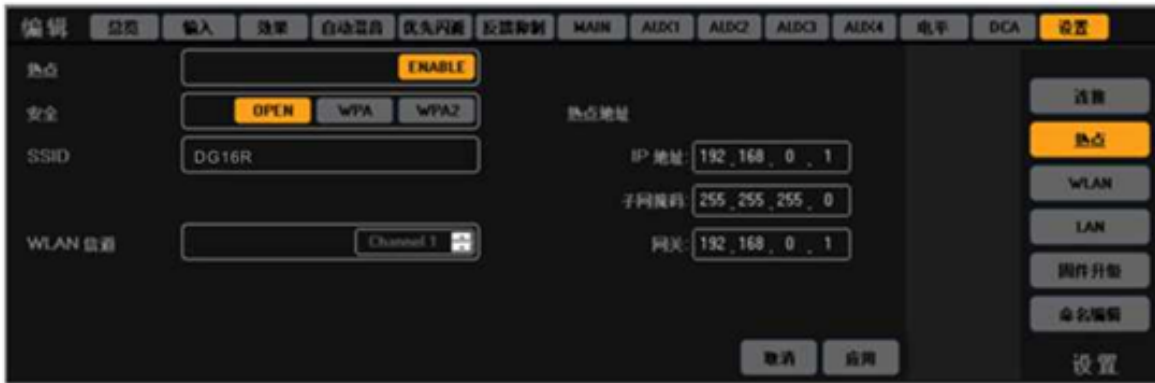 编辑 总览 输入 效果 自动混音 优先闪避 反馈抑制 MAIN AUX1 AUX2 AUX3 AUX4 电平 DCA 设置
热点 ENABLE
安全 OPEN WPA WPA2
SSID DG16R
WLAN 信道 Channel 1
热点地址
IP 地址: 192 . 168 . 0 . 1
子网掩码: 255 . 255 . 255 . 0
网关: 192 . 168 . 0 . 1
取消 应用
连接
热点
WLAN
LAN
固件升级
命名编辑
设置